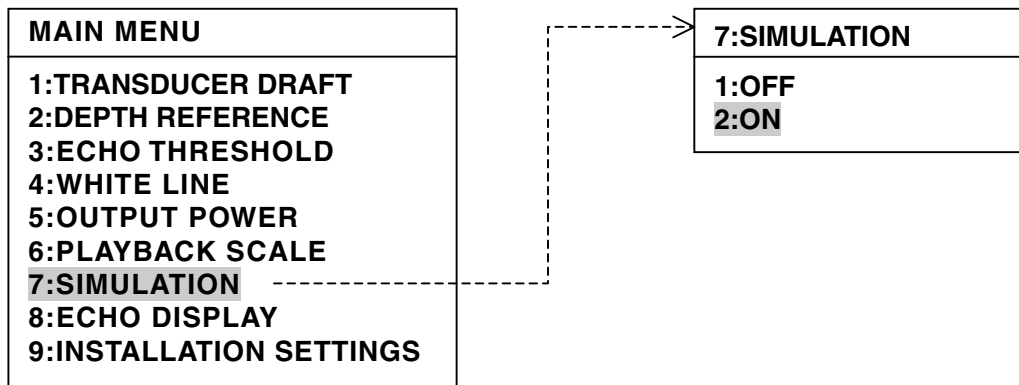 MAIN MENU
1:TRANSDUCER DRAFT
2:DEPTH REFERENCE
3:ECHO THRESHOLD
4:WHITE LINE
5:OUTPUT POWER
6:PLAYBACK SCALE
7:SIMULATION
8:ECHO DISPLAY
9:INSTALLATION SETTINGS
7:SIMULATION
1:OFF
2:ON